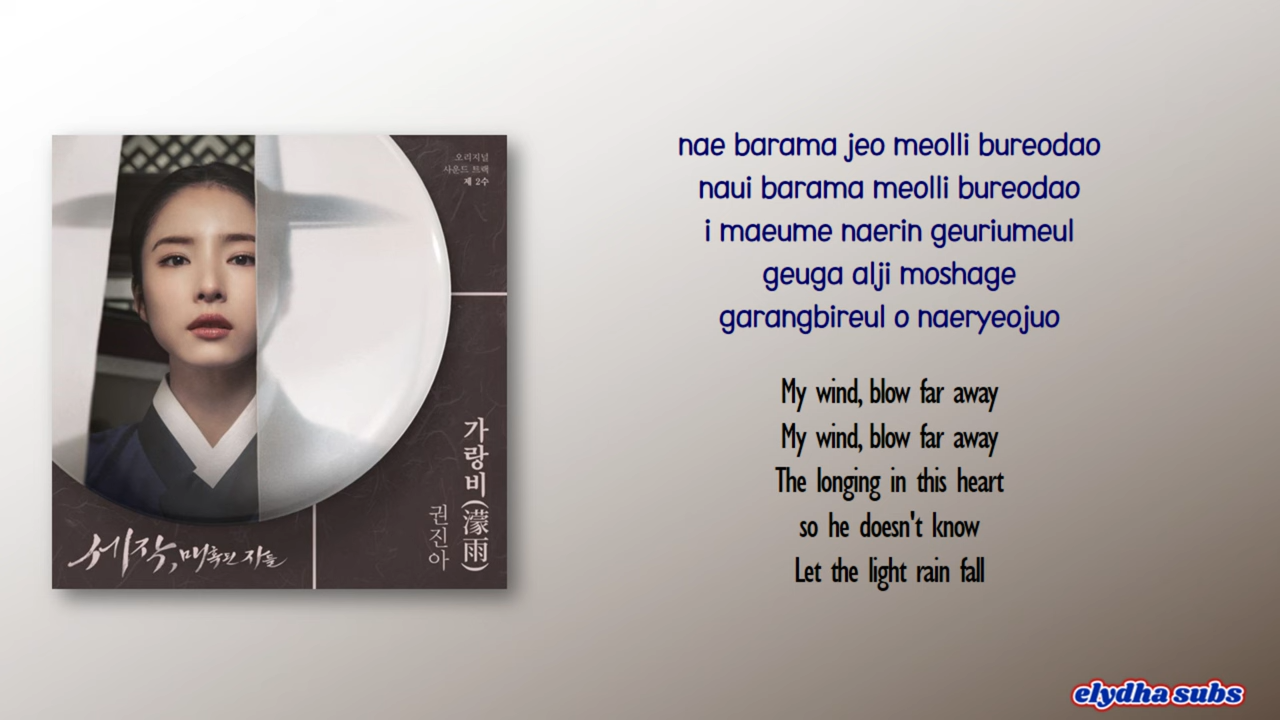 오리지널
사운드 트랙
제 2수
가랑비(濛雨)
권진아
세작, 매혹된 자들
nae barama jeo meolli bureodao
naui barama meolli bureodao
i maeume naerin geuriumeul
geuga alji moshage
garangbireul o naeryeojuo
My wind, blow far away
My wind, blow far away
The longing in this heart
so he doesn't know
Let the light rain fall
elydha subs